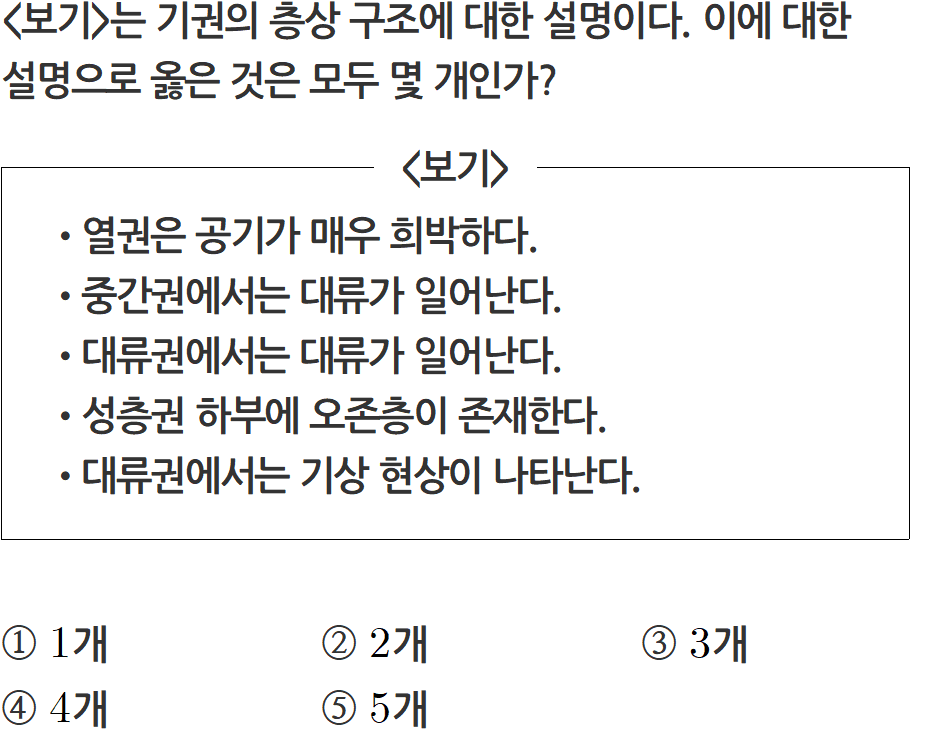 <보기>는 기권의 층상 구조에 대한 설명이다. 이에 대한
설명으로 옳은 것은 모두 몇 개인가?
<보기>
• 열권은 공기가 매우 희박하다.
• 중간권에서는 대류가 일어난다.
• 대류권에서는 대류가 일어난다.
• 성층권 하부에 오존층이 존재한다.
• 대류권에서는 기상 현상이 나타난다.
① 1개 ② 2개 ③ 3개
④ 4개 ⑤ 5개